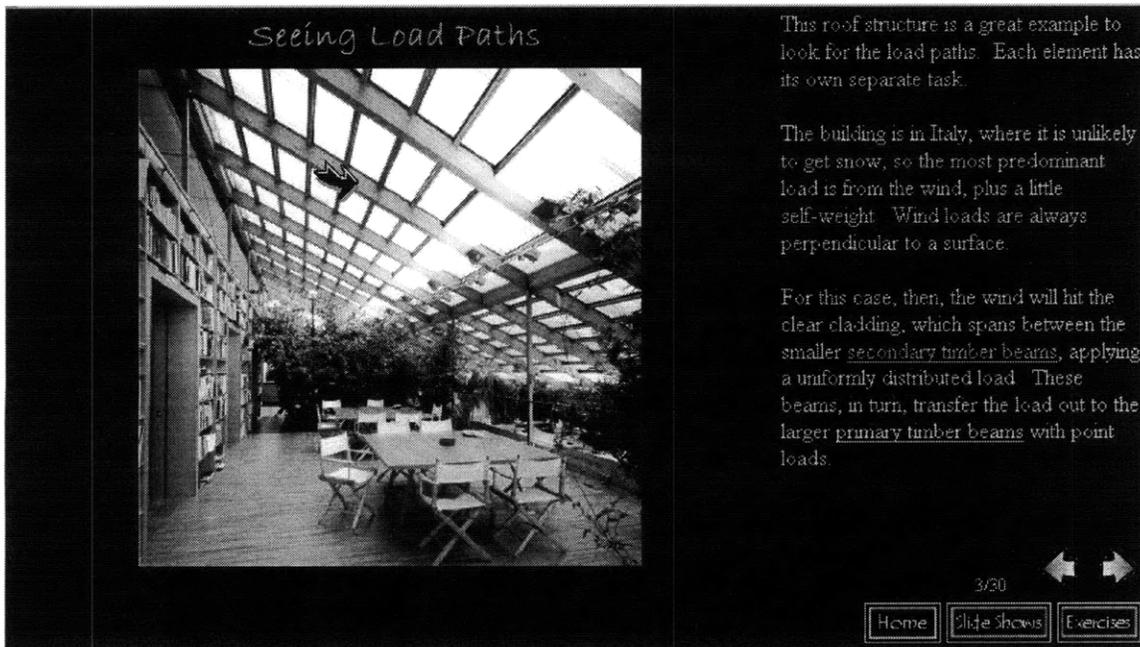 Seeing Load Paths
This roof structure is a great example to
look for the load paths. Each element has
its own separate task.
The building is in Italy, where it is unlikely
to get snow, so the most predominant
load is from the wind, plus a little
self-weight. Wind loads are always
perpendicular to a surface.
For this case, then, the wind will hit the
clear cladding, which spans between the
smaller secondary timber beams, applying
a uniformly distributed load. These
beams, in turn, transfer the load out to the
larger primary timber beams with point
loads.
3/30
Home Slide Shows Exercises